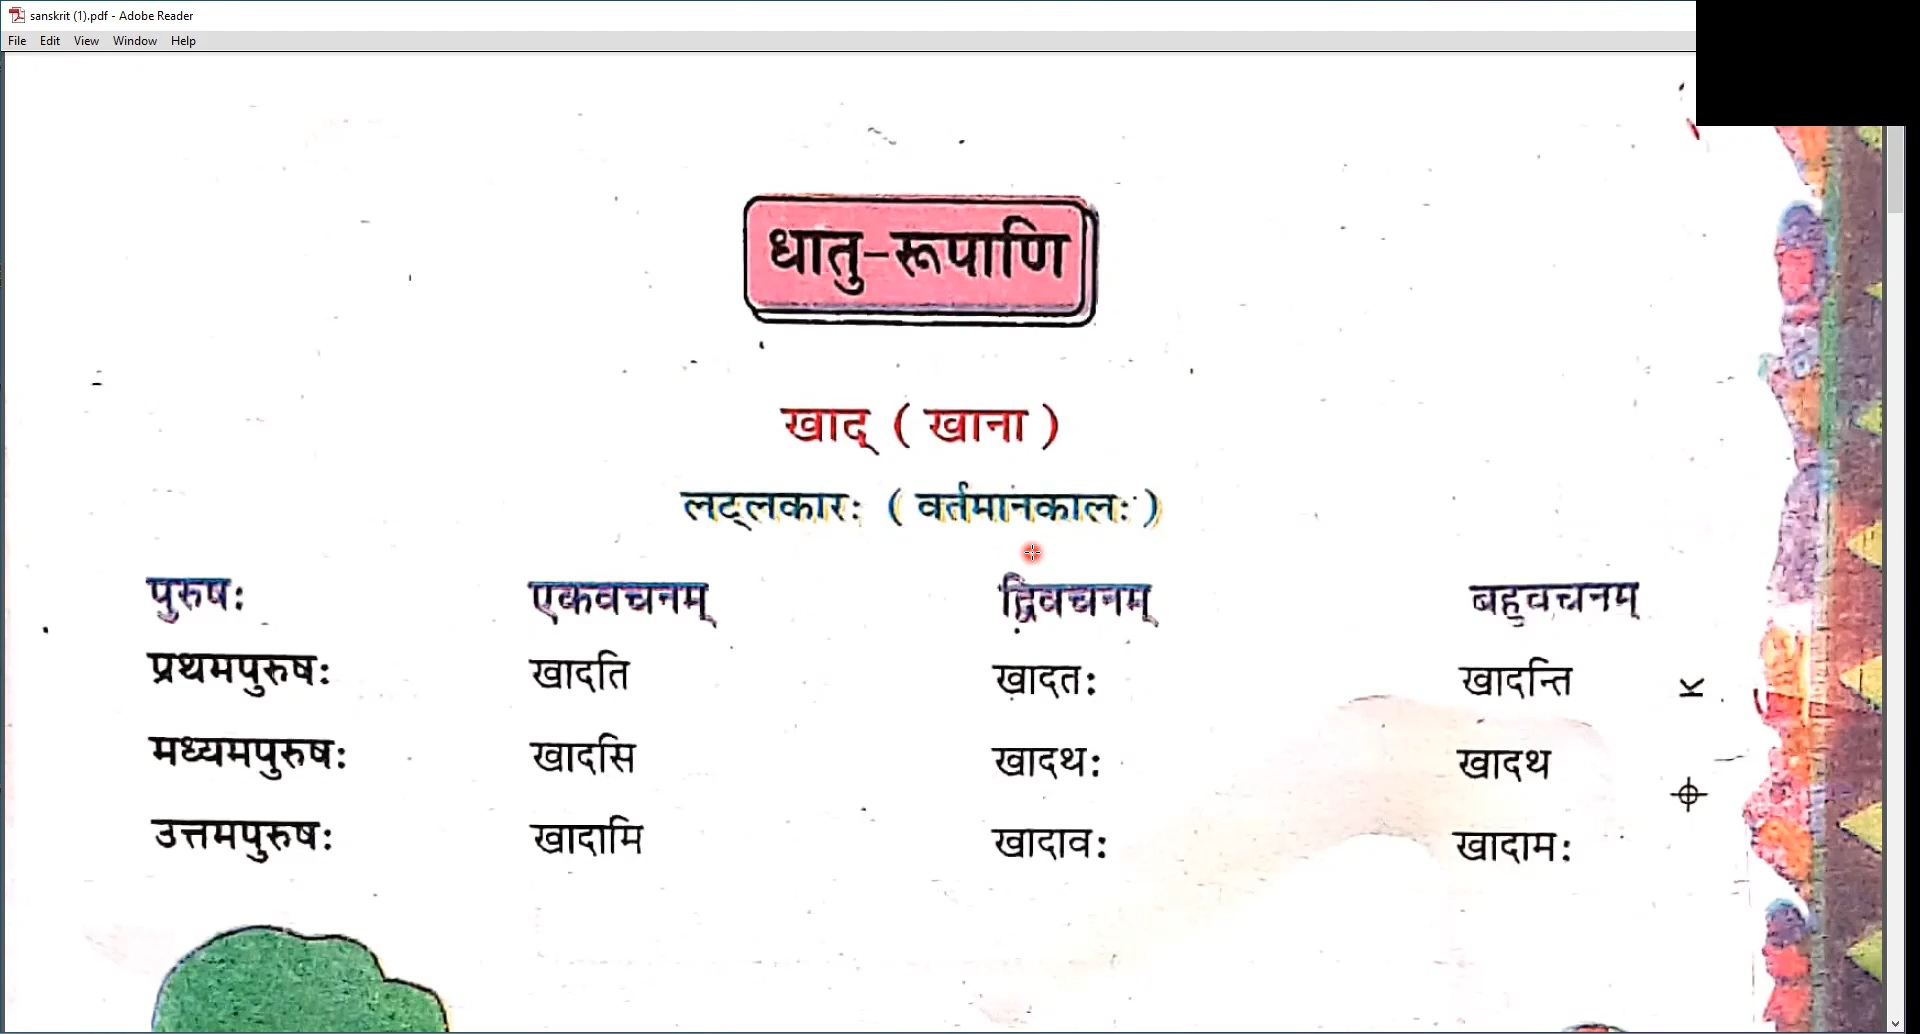 sanskrit (1).pdf - Adobe Reader
File Edit View Window Help
धातु-रूपाणि
खाद् ( खाना )
लट्लकारः ( वर्तमानकालः )
पुरुषः एकवचनम् द्विवचनम् बहुवचनम्
प्रथमपुरुषः खादति खादतः खादन्ति
मध्यमपुरुषः खादसि खादथः खादथ
उत्तमपुरुषः खादामि खादावः खादामः